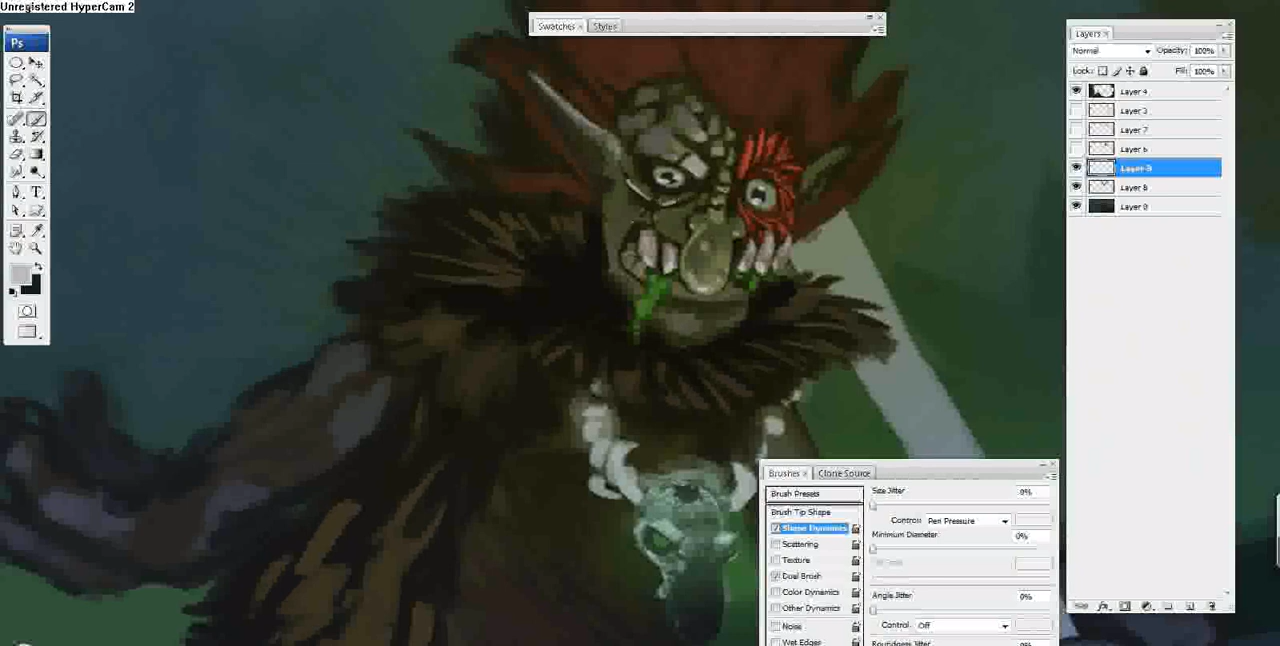 Unregistered HyperCam 2
Ps
T
Swatches × Styles
Layers ×
Normal Opacity: 100%
Lock: Fill: 100%
Layer 4
Layer 3
Layer 7
Layer 6
Layer 8
Layer 0
Brushes × Clone Source
Brush Presets
Brush Tip Shape
Shape Dynamics
Scattering
Texture
Dual Brush
Color Dynamics
Other Dynamics
Noise
Wet Edges
Size Jitter 0%
Control: Pen Pressure
Minimum Diameter 0%
Angle Jitter 0%
Control: Off
Roundness Jitter 0%